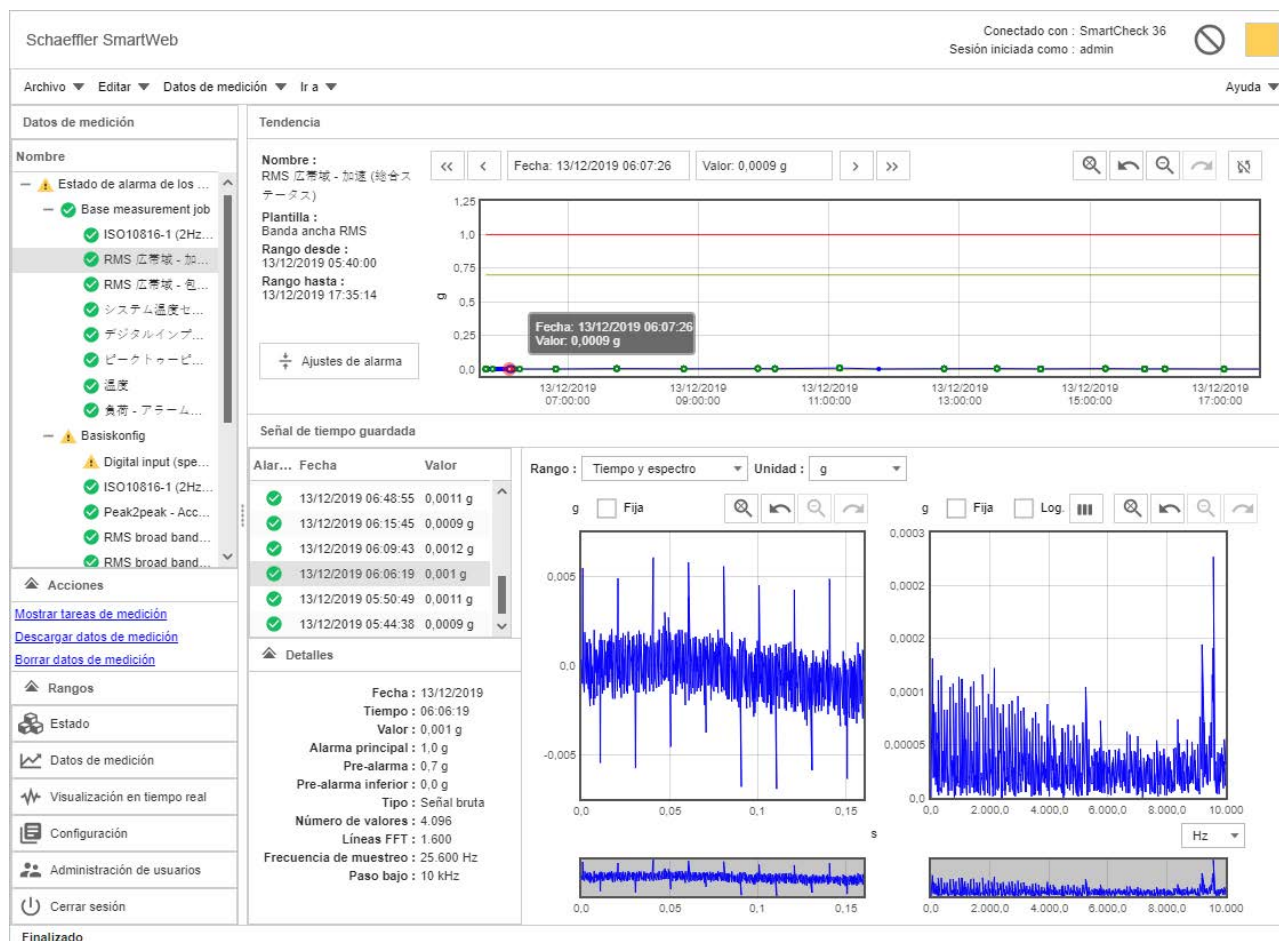 Schaeffler SmartWeb
Conectado con : SmartCheck 36
Sesión iniciada como : admin
Archivo Editar Datos de medición Ir a Ayuda
Datos de medición
Nombre
Estado de alarma de los ...
Base measurement job
ISO10816-1 (2Hz...
RMS 広帯域 - 加...
RMS 広帯域 - 包...
システム温度セ...
デジタルインプ...
ピークトゥーピ...
温度
負荷 - アラーム...
Basiskonfig
Digital input (spe...
ISO10816-1 (2Hz...
Peak2peak - Acc...
RMS broad band...
RMS broad band...
Acciones
Mostrar tareas de medición
Descargar datos de medición
Borrar datos de medición
Rangos
Estado
Datos de medición
Visualización en tiempo real
Configuración
Administración de usuarios
Cerrar sesión
Finalizado
Tendencia
Nombre :
RMS 広帯域 - 加速 (総合ス
テータス)
Plantilla :
Banda ancha RMS
Rango desde :
13/12/2019 05:40:00
Rango hasta :
13/12/2019 17:35:14
Ajustes de alarma
<< < Fecha: 13/12/2019 06:07:26 Valor: 0,0009 g > >>
1,25
1,0
0,75
g
0,5
0,25
0,0
Fecha: 13/12/2019 06:07:26
Valor: 0,0009 g
13/12/2019 13/12/2019 13/12/2019 13/12/2019 13/12/2019 13/12/2019
07:00:00 09:00:00 11:00:00 13:00:00 15:00:00 17:00:00
Señal de tiempo guardada
Alar... Fecha Valor
13/12/2019 06:48:55 0,0011 g
13/12/2019 06:15:45 0,0009 g
13/12/2019 06:09:43 0,0012 g
13/12/2019 06:06:19 0,001 g
13/12/2019 05:50:49 0,0011 g
13/12/2019 05:44:38 0,0009 g
Detalles
Fecha : 13/12/2019
Tiempo : 06:06:19
Valor : 0,001 g
Alarma principal : 1,0 g
Pre-alarma : 0,7 g
Pre-alarma inferior : 0,0 g
Tipo : Señal bruta
Número de valores : 4.096
Líneas FFT : 1.600
Frecuencia de muestreo : 25.600 Hz
Paso bajo : 10 kHz
Rango : Tiempo y espectro Unidad : g
g Fija
0,005
0,0
-0,005
0,0 0,05 0,1 0,15
s
0,0 0,05 0,1 0,15
g Fija Log.
0,0003
0,0002
0,0002
0,0001
0,00005
0,0
0,0 2.000,0 4.000,0 6.000,0 8.000,0 10.000
Hz
0,0 2.000,0 4.000,0 6.000,0 8.000,0 10.000